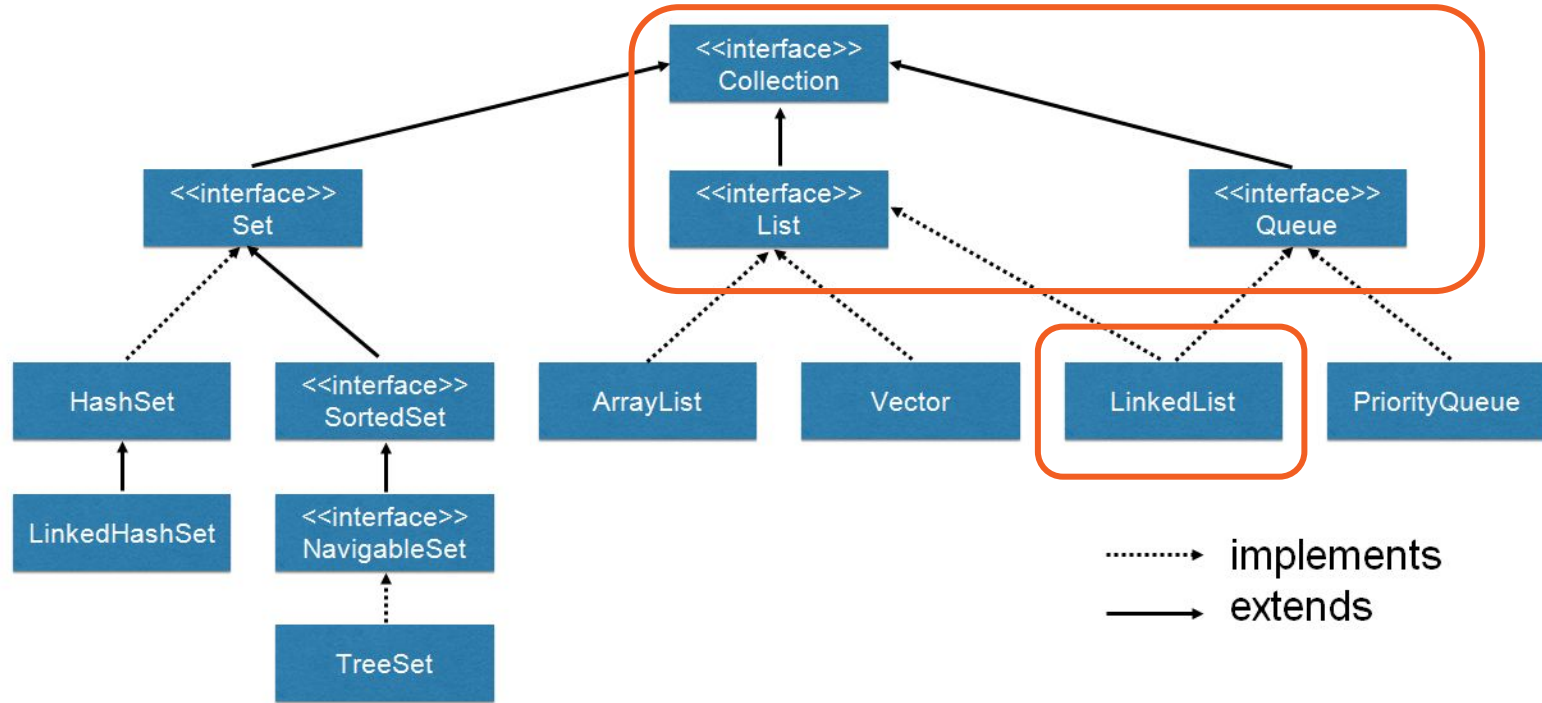 <<interface>>
Collection
<<interface>>
Set
<<interface>>
List
<<interface>>
Queue
HashSet
<<interface>>
SortedSet
ArrayList
Vector
LinkedList
PriorityQueue
LinkedHashSet
<<interface>>
NavigableSet
TreeSet
implements
extends